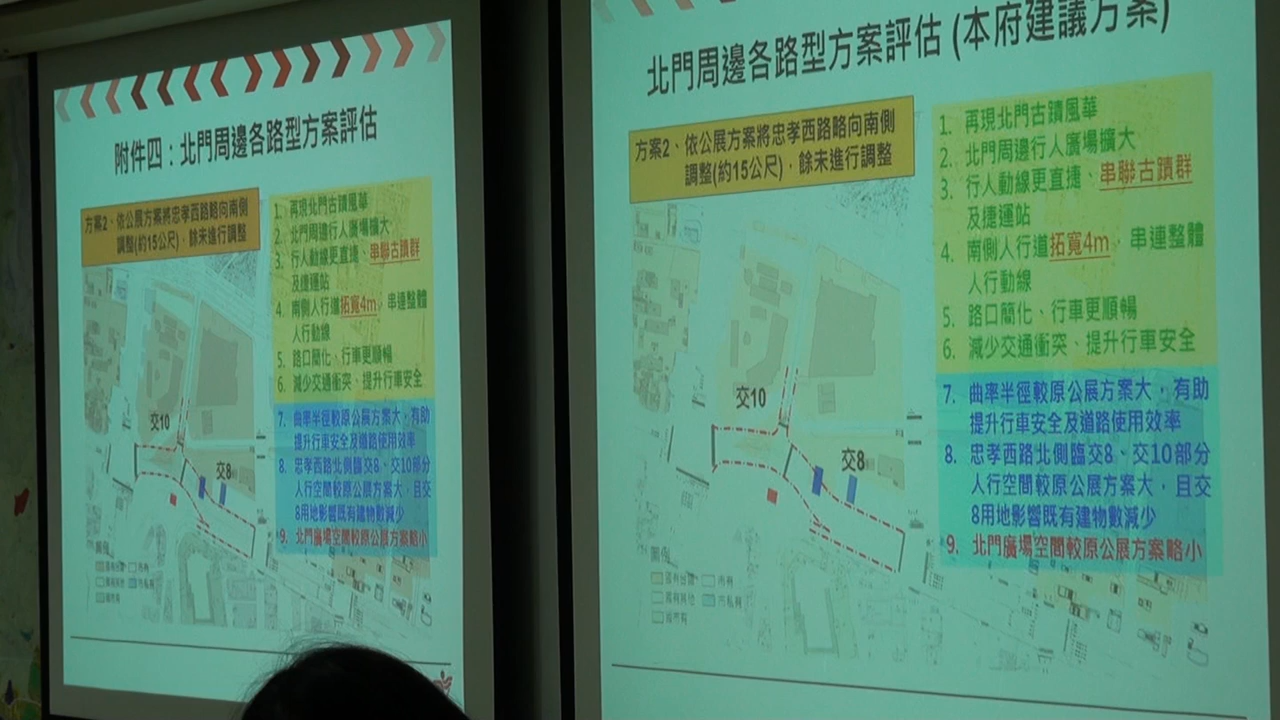 附件四：北門周邊各路型方案評估
方案2、依公展方案將忠孝西路略向南側
調整(約15公尺)，餘未進行調整
1. 再現北門古蹟風華
2. 北門周邊行人廣場擴大
3. 行人動線更直捷、串聯古蹟群
及捷運站
4. 南側人行道拓寬4m，串連整體
人行動線
5. 路口簡化、行車更順暢
6. 減少交通衝突、提升行車安全
7. 曲率半徑較原公展方案大，有助
提升行車安全及道路使用效率
8. 忠孝西路北側臨交8、交10部分
人行空間較原公展方案大，且交
8用地影響既有建物數減少
9. 北門廣場空間較原公展方案略小
交10
交8
圖例
北門周邊各路型方案評估 (本府建議方案)
方案2、依公展方案將忠孝西路略向南側
調整(約15公尺)，餘未進行調整
1. 再現北門古蹟風華
2. 北門周邊行人廣場擴大
3. 行人動線更直捷、串聯古蹟群
及捷運站
4. 南側人行道拓寬4m，串連整體
人行動線
5. 路口簡化、行車更順暢
6. 減少交通衝突、提升行車安全
7. 曲率半徑較原公展方案大，有助
提升行車安全及道路使用效率
8. 忠孝西路北側臨交8、交10部分
人行空間較原公展方案大，且交
8用地影響既有建物數減少
9. 北門廣場空間較原公展方案略小
交10
交8
圖例